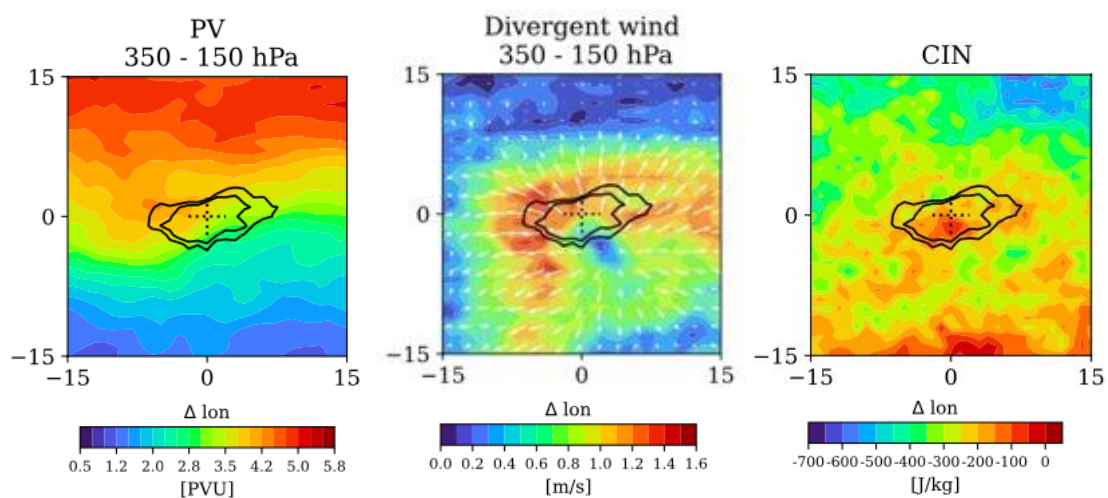 PV
350 - 150 hPa
15
0
−15
−15 0 15
Δ lon
0.5 1.2 2.0 2.8 3.5 4.2 5.0 5.8
[PVU]
Divergent wind
350 - 150 hPa
15
0
−15
−15 0 15
Δ lon
0.0 0.2 0.4 0.6 0.8 1.0 1.2 1.4 1.6
[m/s]
CIN
15
0
−15
−15 0 15
Δ lon
-700-600-500-400-300-200-100 0
[J/kg]